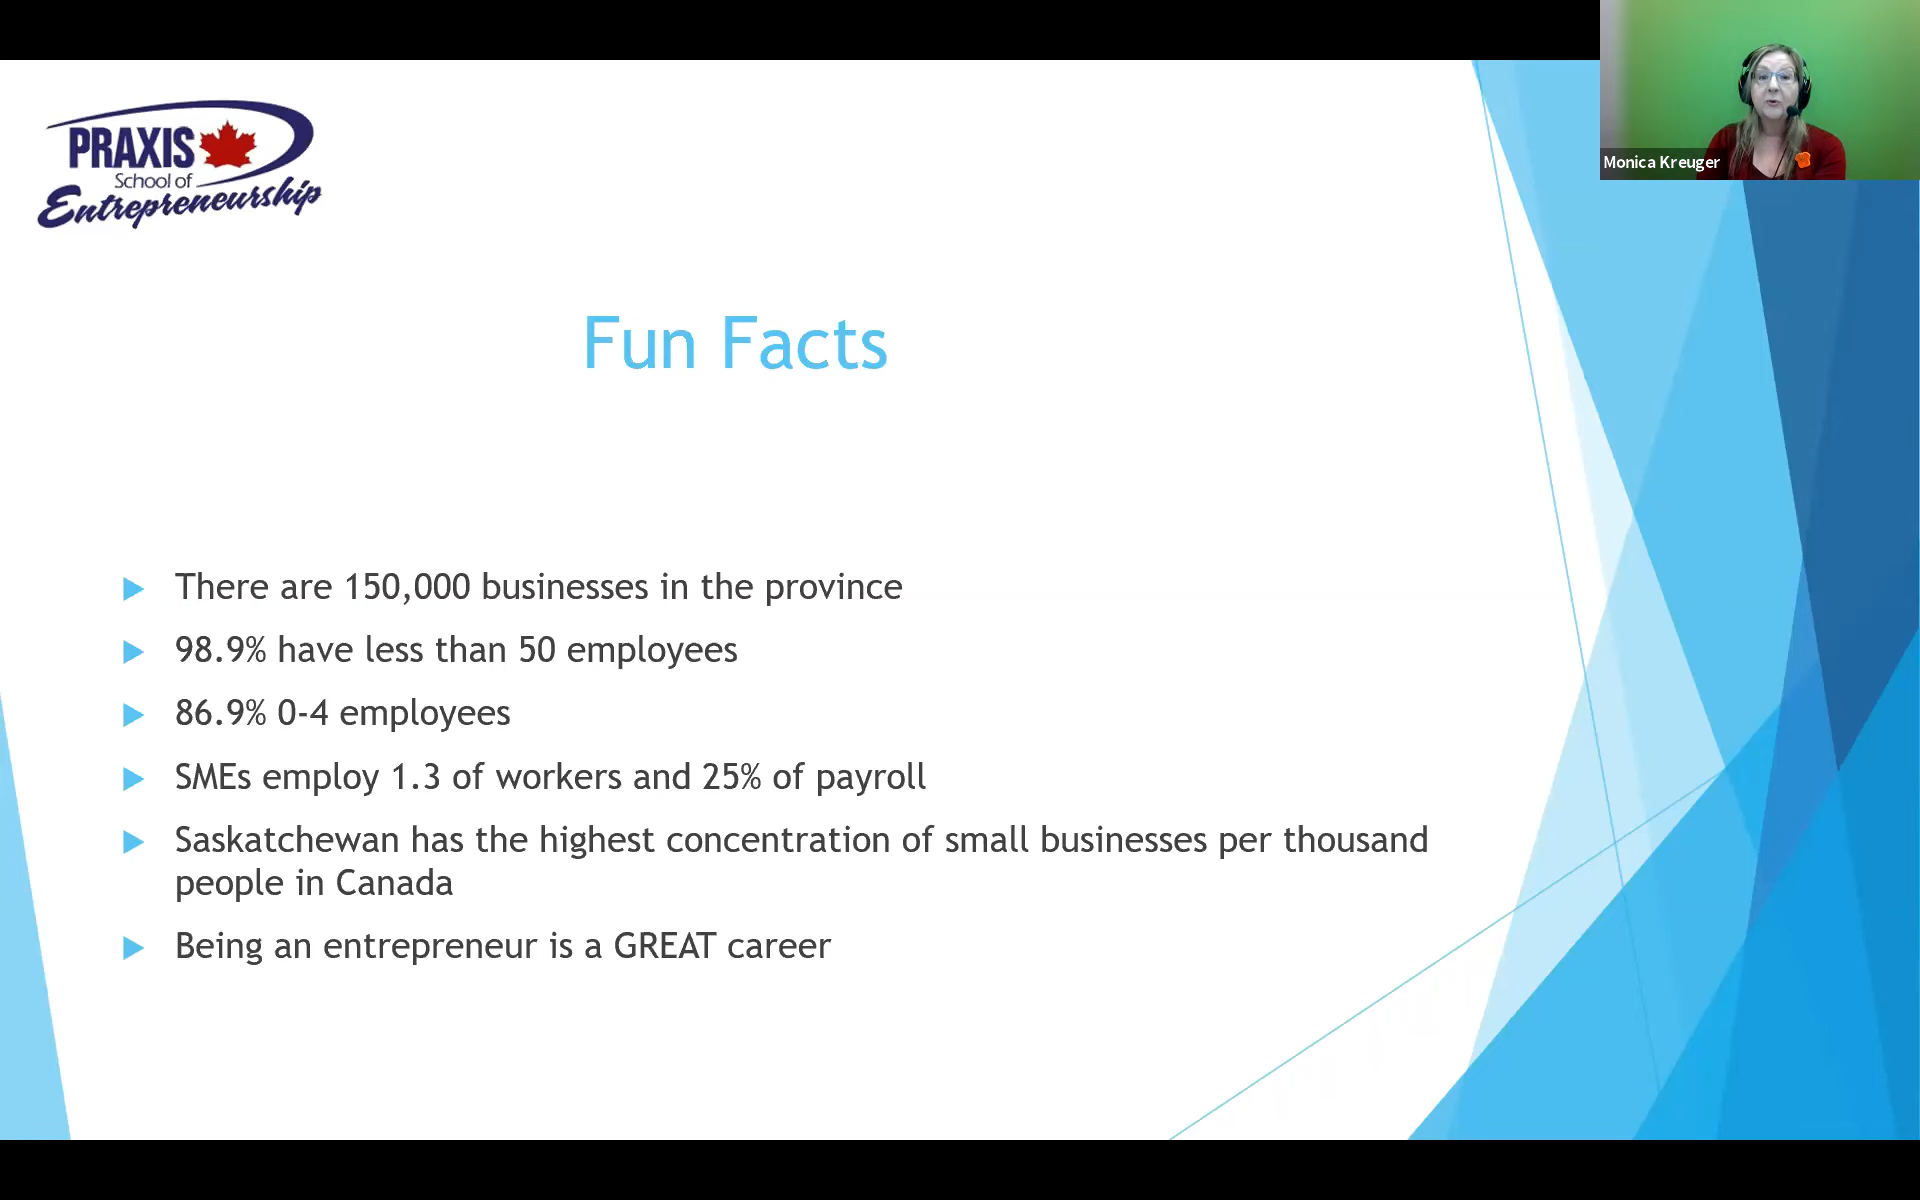 PRAXIS
School of
Entrepreneurship
Monica Kreuger
Fun Facts
There are 150,000 businesses in the province
98.9% have less than 50 employees
86.9% 0-4 employees
SMEs employ 1.3 of workers and 25% of payroll
Saskatchewan has the highest concentration of small businesses per thousand
people in Canada
Being an entrepreneur is a GREAT career